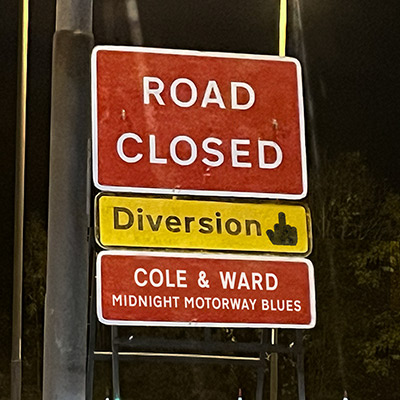 ROAD
CLOSED
Diversion
COLE & WARD
MIDNIGHT MOTORWAY BLUES